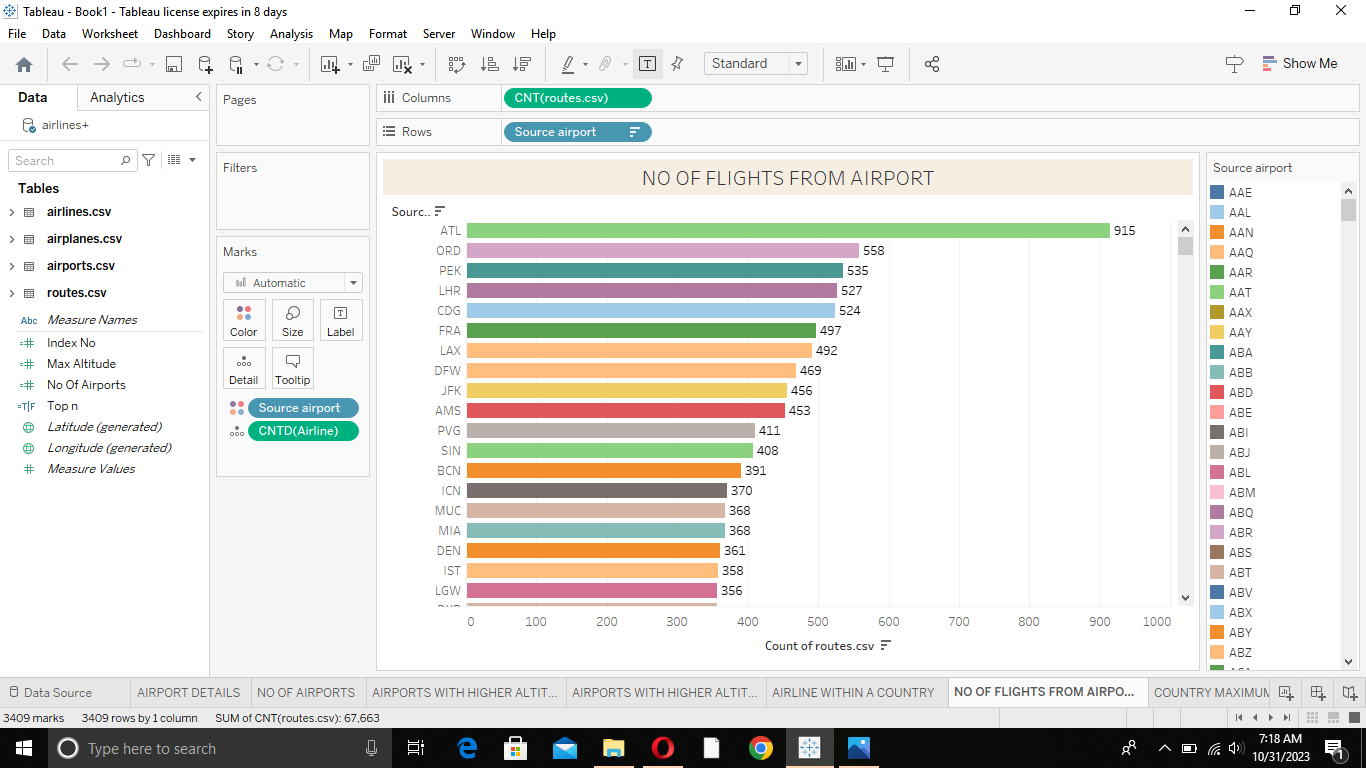 Tableau - Book1 - Tableau license expires in 8 days
File Data Worksheet Dashboard Story Analysis Map Format Server Window Help
Standard
Show Me
Data Analytics
airlines+
Search
Tables
airlines.csv
airplanes.csv
airports.csv
routes.csv
Abc Measure Names
Index No
Max Altitude
No Of Airports
=T|F Top n
Latitude (generated)
Longitude (generated)
Measure Values
Pages
Filters
Marks
Automatic
Color Size Label
Detail Tooltip
Source airport
CNTD(Airline)
Columns CNT(routes.csv)
Rows Source airport
NO OF FLIGHTS FROM AIRPORT
Sourc..
ATL 915
ORD 558
PEK 535
LHR 527
CDG 524
FRA 497
LAX 492
DFW 469
JFK 456
AMS 453
PVG 411
SIN 408
BCN 391
ICN 370
MUC 368
MIA 368
DEN 361
IST 358
LGW 356
0 100 200 300 400 500 600 700 800 900 1000
Count of routes.csv
Source airport
AAE
AAL
AAN
AAQ
AAR
AAT
AAX
AAY
ABA
ABB
ABD
ABE
ABI
ABJ
ABL
ABM
ABQ
ABR
ABS
ABT
ABV
ABX
ABY
ABZ
Data Source AIRPORT DETAILS NO OF AIRPORTS AIRPORTS WITH HIGHER ALTIT... AIRPORTS WITH HIGHER ALTIT... AIRLINE WITHIN A COUNTRY NO OF FLIGHTS FROM AIRPO... COUNTRY MAXIMUM
3409 marks 3409 rows by 1 column SUM of CNT(routes.csv): 67,663
Type here to search
7:18 AM
10/31/2023
1